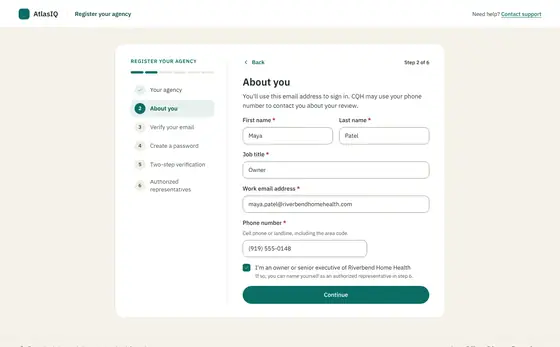 AtlasIQ
Register your agency
Need help? Contact support
REGISTER YOUR AGENCY
Your agency
2 About you
3 Verify your email
4 Create a password
5 Two-step verification
6 Authorized
representatives
Back
Step 2 of 6
About you
You'll use this email address to sign in. CQH may use your phone
number to contact you about your review.
First name *
Last name *
Maya
Patel
Job title *
Owner
Work email address *
maya.patel@riverbendhomehealth.com
Phone number *
Cell phone or landline, including the area code
(919) 555-0148
I'm an owner or senior executive of Riverbend Home Health
If so, you can name yourself as an authorized representative in step 6.
Continue